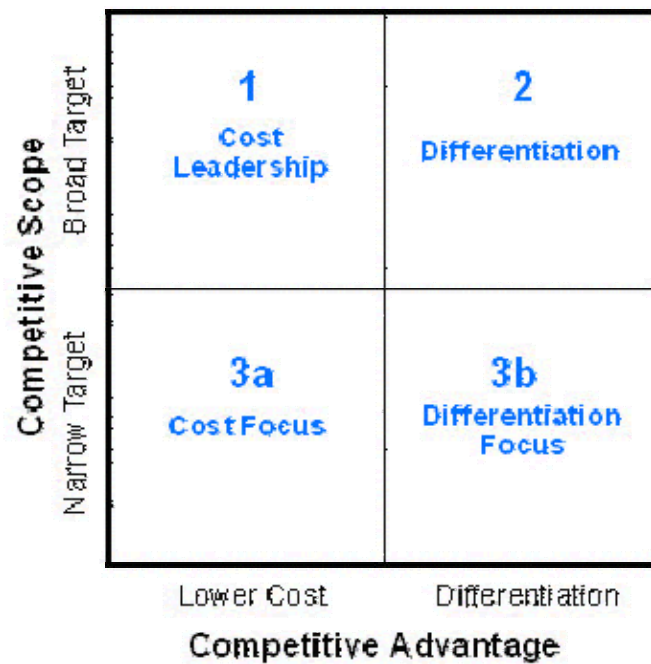 Competitive Scope
Broad Target
Narrow Target
1
Cost
Leadership
2
Differentiation
3a
Cost Focus
3b
Differentiation
Focus
Lower Cost
Differentiation
Competitive Advantage